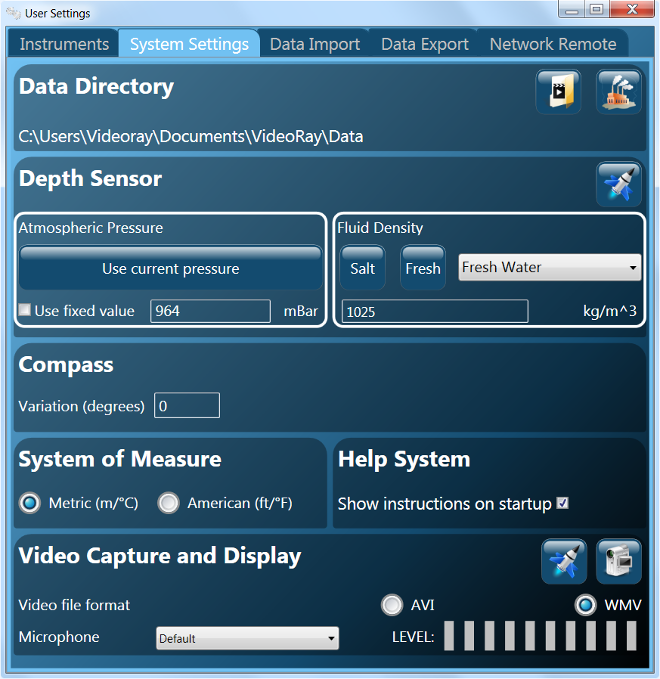 User Settings
Instruments System Settings Data Import Data Export Network Remote
Data Directory
C:\Users\Videoray\Documents\VideoRay\Data
Depth Sensor
Atmospheric Pressure
Use current pressure
Use fixed value 964 mBar
Fluid Density
Salt Fresh Fresh Water
1025 kg/m^3
Compass
Variation (degrees) 0
System of Measure
Metric (m/°C) American (ft/°F)
Help System
Show instructions on startup
Video Capture and Display
Video file format AVI WMV
Microphone Default LEVEL: